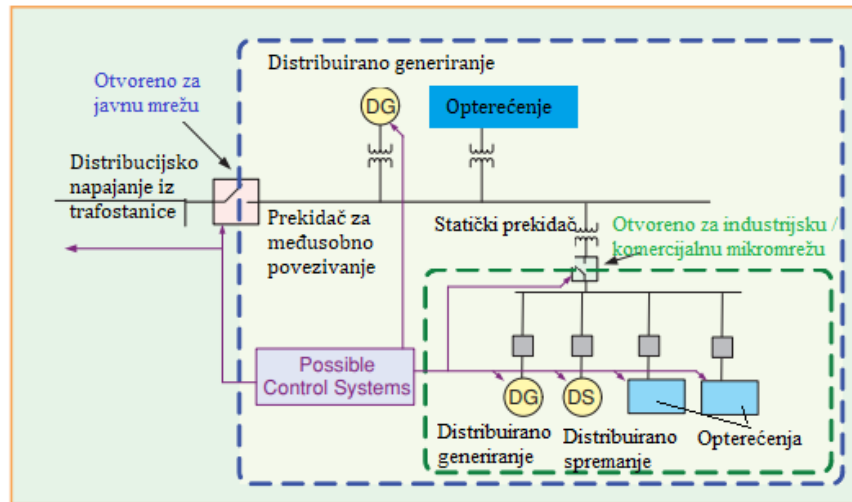 Distribuirano generiranje
Otvoreno za
javnu mrežu
DG
Opterećenje
Distribucijsko
napajanje iz
trafostanice
Prekidač za
međusobno
povezivanje
Statički prekidač
Otvoreno za industrijsku /
komercijalnu mikromrežu
Possible
Control Systems
DG
DS
Distribuirano
generiranje
Distribuirano
spremanje
Opterećenja